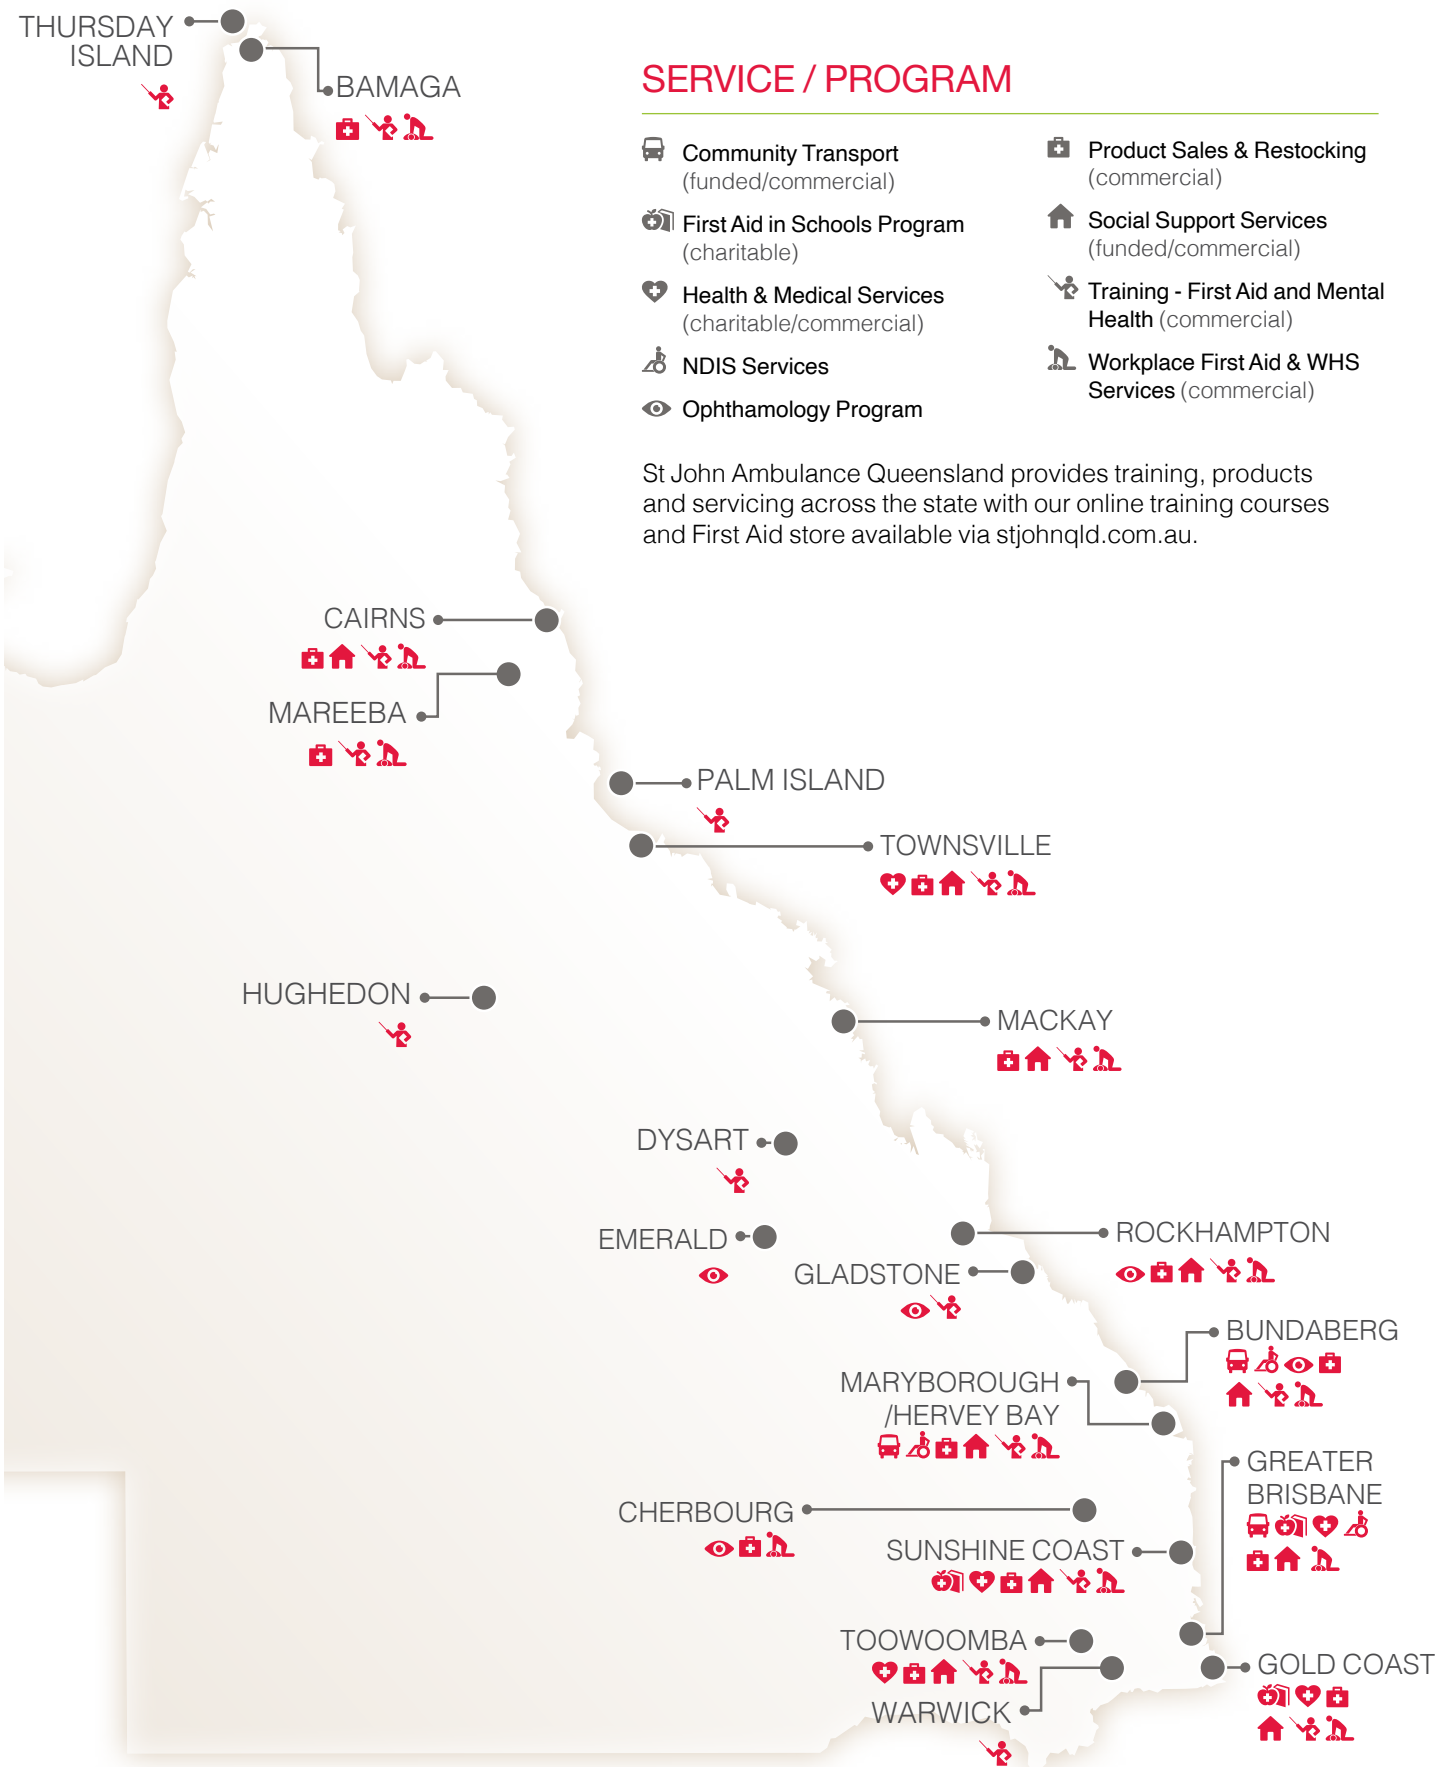 THURSDAY
ISLAND
BAMAGA
SERVICE / PROGRAM
Community Transport
(funded/commercial)
First Aid in Schools Program
(charitable)
Health & Medical Services
(charitable/commercial)
NDIS Services
Ophthamology Program
Product Sales & Restocking
(commercial)
Social Support Services
(funded/commercial)
Training - First Aid and Mental
Health (commercial)
Workplace First Aid & WHS
Services (commercial)
St John Ambulance Queensland provides training, products
and servicing across the state with our online training courses
and First Aid store available via stjohnqld.com.au.
CAIRNS
MAREEBA
PALM ISLAND
TOWNSVILLE
HUGHEDON
MACKAY
DYSART
EMERALD
ROCKHAMPTON
GLADSTONE
BUNDABERG
MARYBOROUGH
/HERVEY BAY
GREATER
BRISBANE
CHERBOURG
SUNSHINE COAST
TOOWOOMBA
GOLD COAST
WARWICK